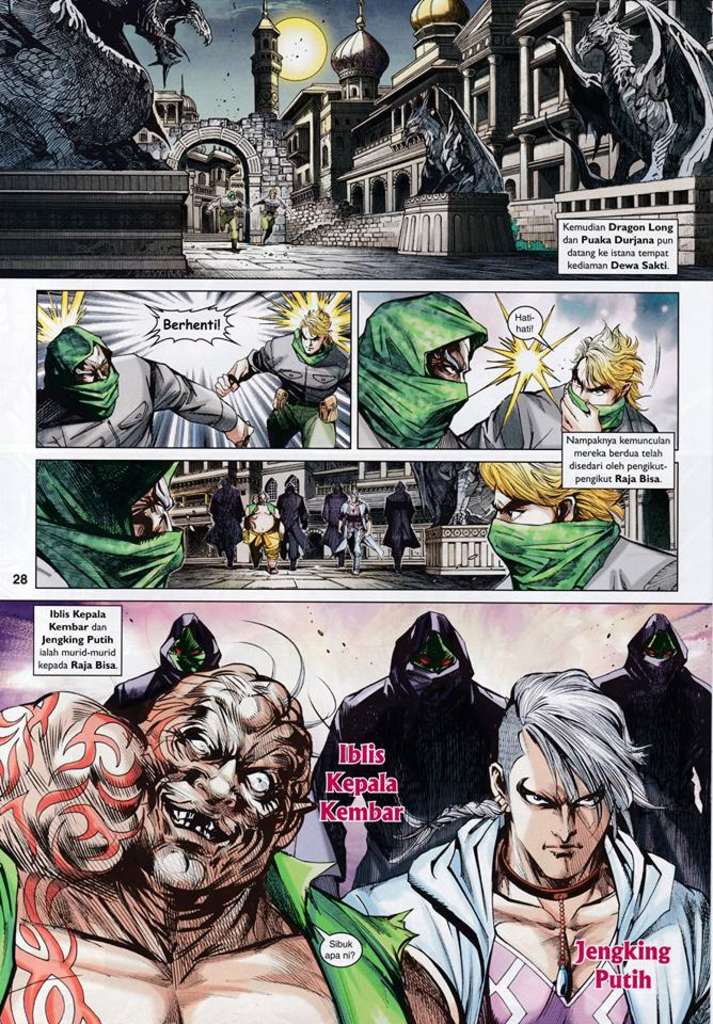 Kemudian Dragon Long
dan Puaka Durjana pun
datang ke istana tempat
kediaman Dewa Sakti.
Berhenti!
Hati-
hati!
Nampaknya kemunculan
mereka berdua telah
disedari oleh pengikut-
pengikut Raja Bisa.
28
Iblis Kepala
Kembar dan
Jengking Putih
ialah murid-murid
kepada Raja Bisa.
Iblis
Kepala
Kembar
Sibuk
apa ni?
Jengking
Putih